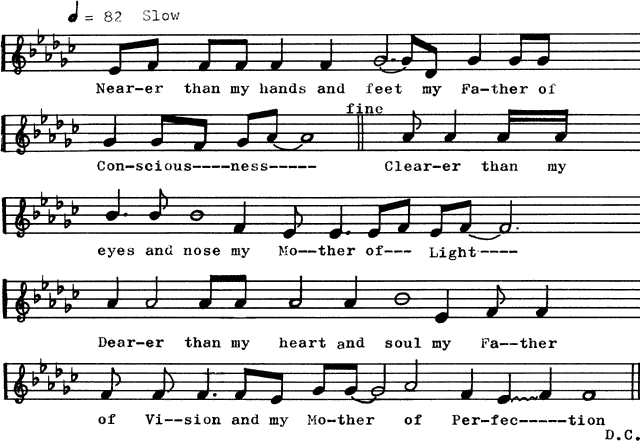 = 82 Slow
Near-er than my hands and feet my Fa-ther of
fine
Con-scious----ness----- Clear-er than my
eyes and nose my Mo--ther of--- Light----
Dear-er than my heart and soul my Fa--ther
of Vi--sion and my Mo-ther of Per-fec-----tion
D.C.